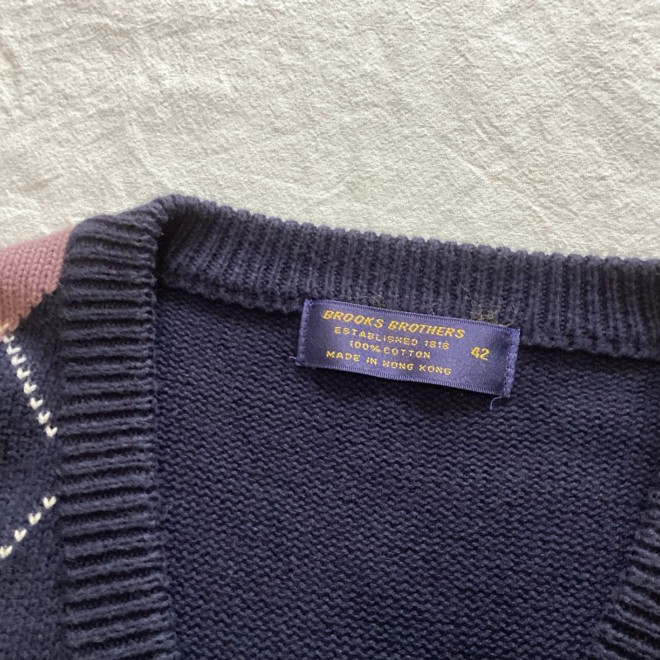 BROOKS BROTHERS
ESTABLISHED 1818
100% COTTON 42
MADE IN HONG KONG